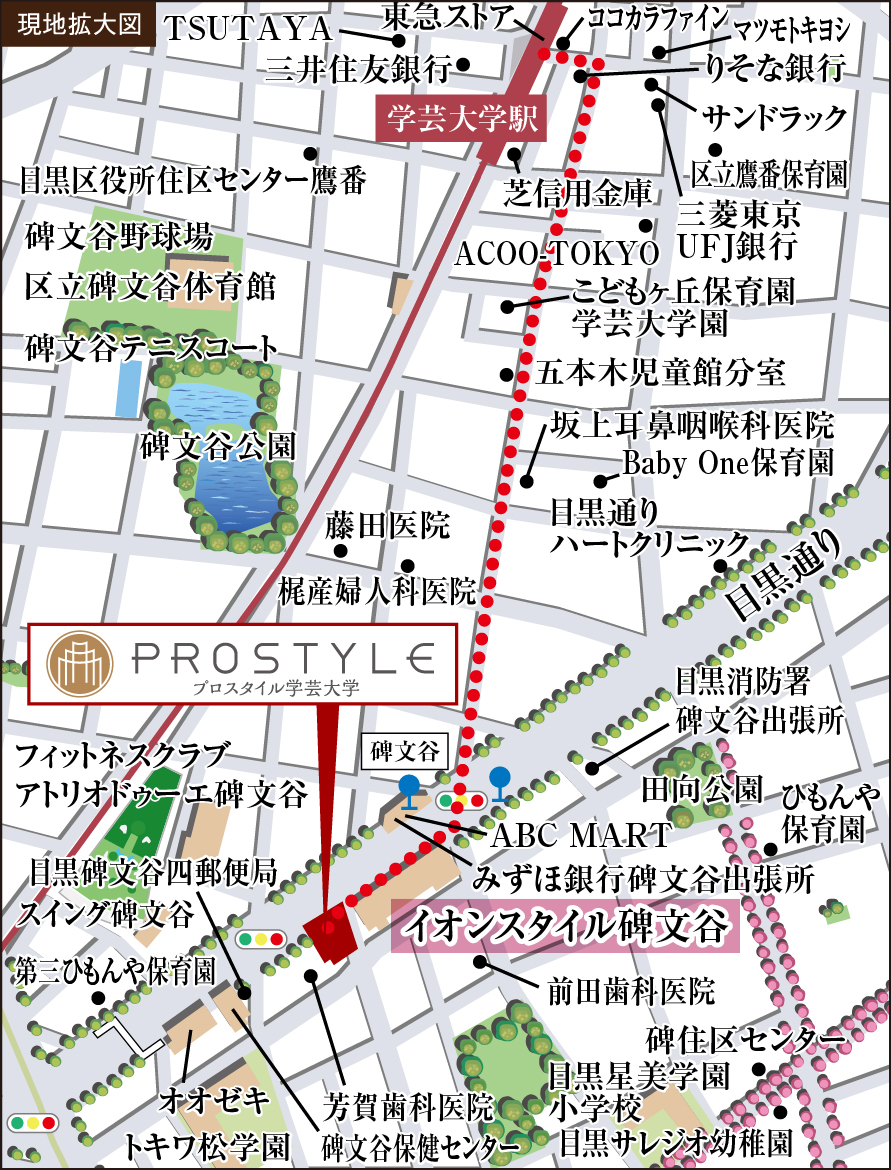 現地拡大図
TSUTAYA
東急ストア
ココカラファイン
マツモトキヨシ
三井住友銀行
りそな銀行
学芸大学駅
サンドラック
目黒区役所住区センター鷹番
芝信用金庫
区立鷹番保育園
三菱東京
UFJ銀行
碑文谷野球場
ACOO-TOKYO
区立碑文谷体育館
こどもヶ丘保育園
学芸大学園
碑文谷テニスコート
五本木児童館分室
碑文谷公園
坂上耳鼻咽喉科医院
Baby One保育園
藤田医院
目黒通り
ハートクリニック
目黒通り
梶産婦人科医院
PROSTYLE
プロスタイル学芸大学
目黒消防署
碑文谷出張所
フィットネスクラブ
アトリオドゥーエ碑文谷
碑文谷
田向公園
ひもんや
保育園
ABC MART
目黒碑文谷四郵便局
みずほ銀行碑文谷出張所
スイング碑文谷
イオンスタイル碑文谷
第三ひもんや保育園
前田歯科医院
碑住区センター
目黒星美学園
小学校
オオゼキ
芳賀歯科医院
トキワ松学園
碑文谷保健センター
目黒サレジオ幼稚園